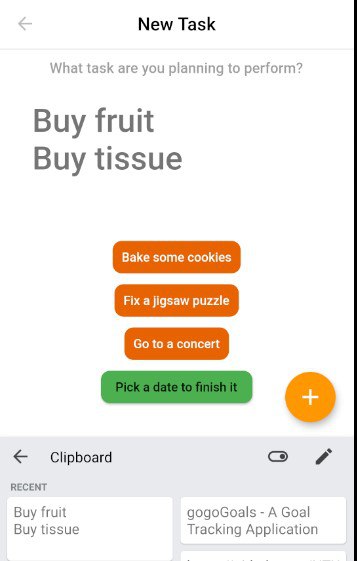 New Task
What task are you planning to perform?
Buy fruit
Buy tissue
Bake some cookies
Fix a jigsaw puzzle
Go to a concert
Pick a date to finish it
Clipboard
RECENT
Buy fruit
Buy tissue
gogoGoals - A Goal
Tracking Application